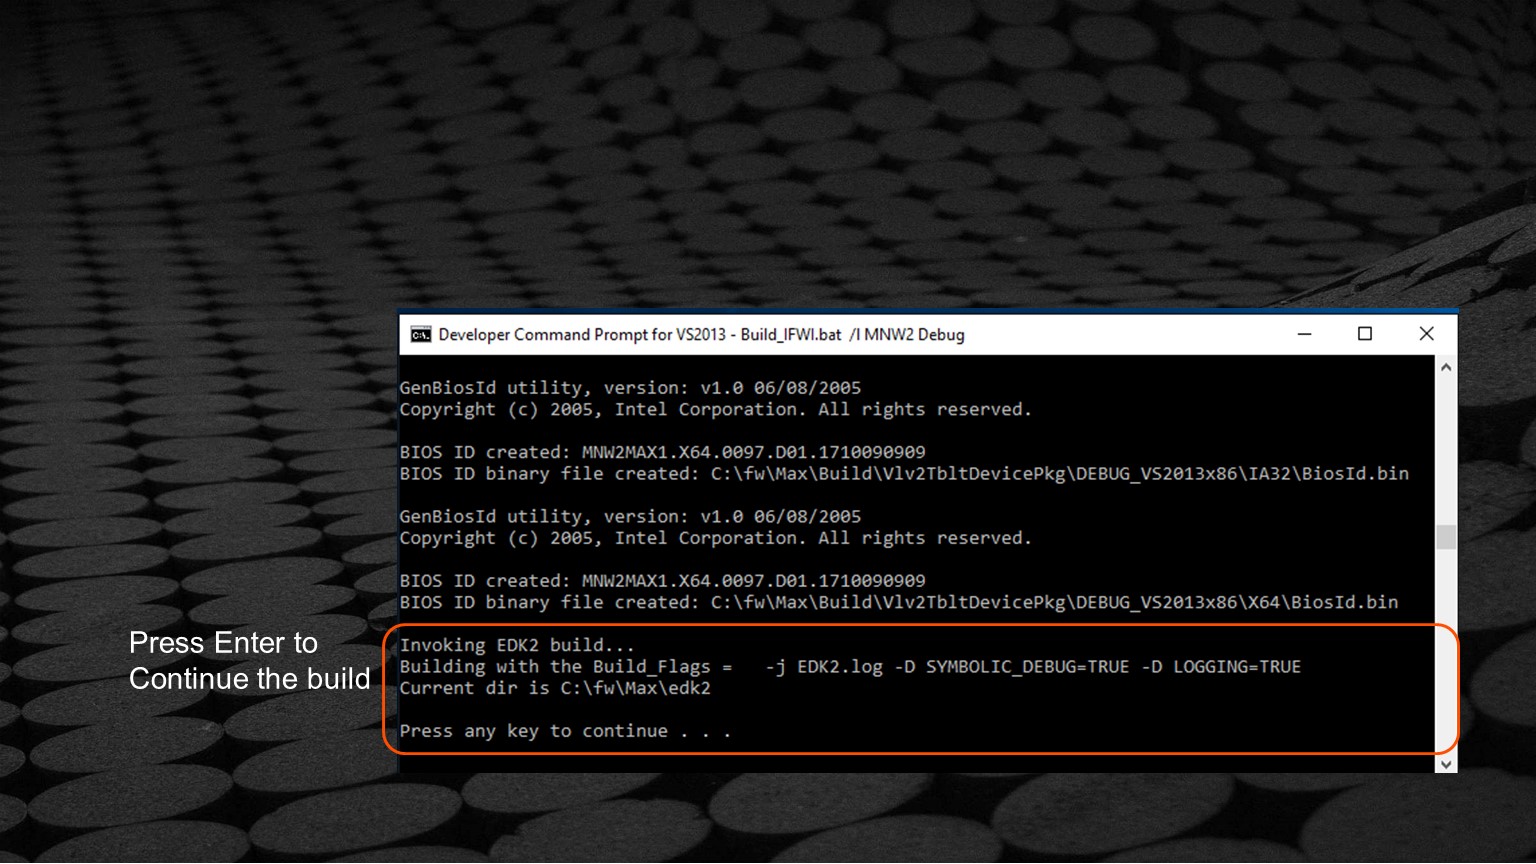 Developer Command Prompt for VS2013 - Build_IFWI.bat  /l MNW2 Debug
GenBiosId utility, version: v1.0 06/08/2005
Copyright (c) 2005, Intel Corporation. All rights reserved.
BIOS ID created: MNW2MAX1.X64.0097.D01.1710090909
BIOS ID binary file created: C:\fw\Max\Build\Vlv2TbltDevicePkg\DEBUG_VS2013x86\IA32\BiosId.bin
GenBiosId utility, version: v1.0 06/08/2005
Copyright (c) 2005, Intel Corporation. All rights reserved.
BIOS ID created: MNW2MAX1.X64.0097.D01.1710090909
BIOS ID binary file created: C:\fw\Max\Build\Vlv2TbltDevicePkg\DEBUG_VS2013x86\X64\BiosId.bin
Press Enter to
Continue the build
Invoking EDK2 build...
Building with the Build_Flags =   -j EDK2.log -D SYMBOLIC_DEBUG=TRUE -D LOGGING=TRUE
Current dir is C:\fw\Max\edk2
Press any key to continue . . .